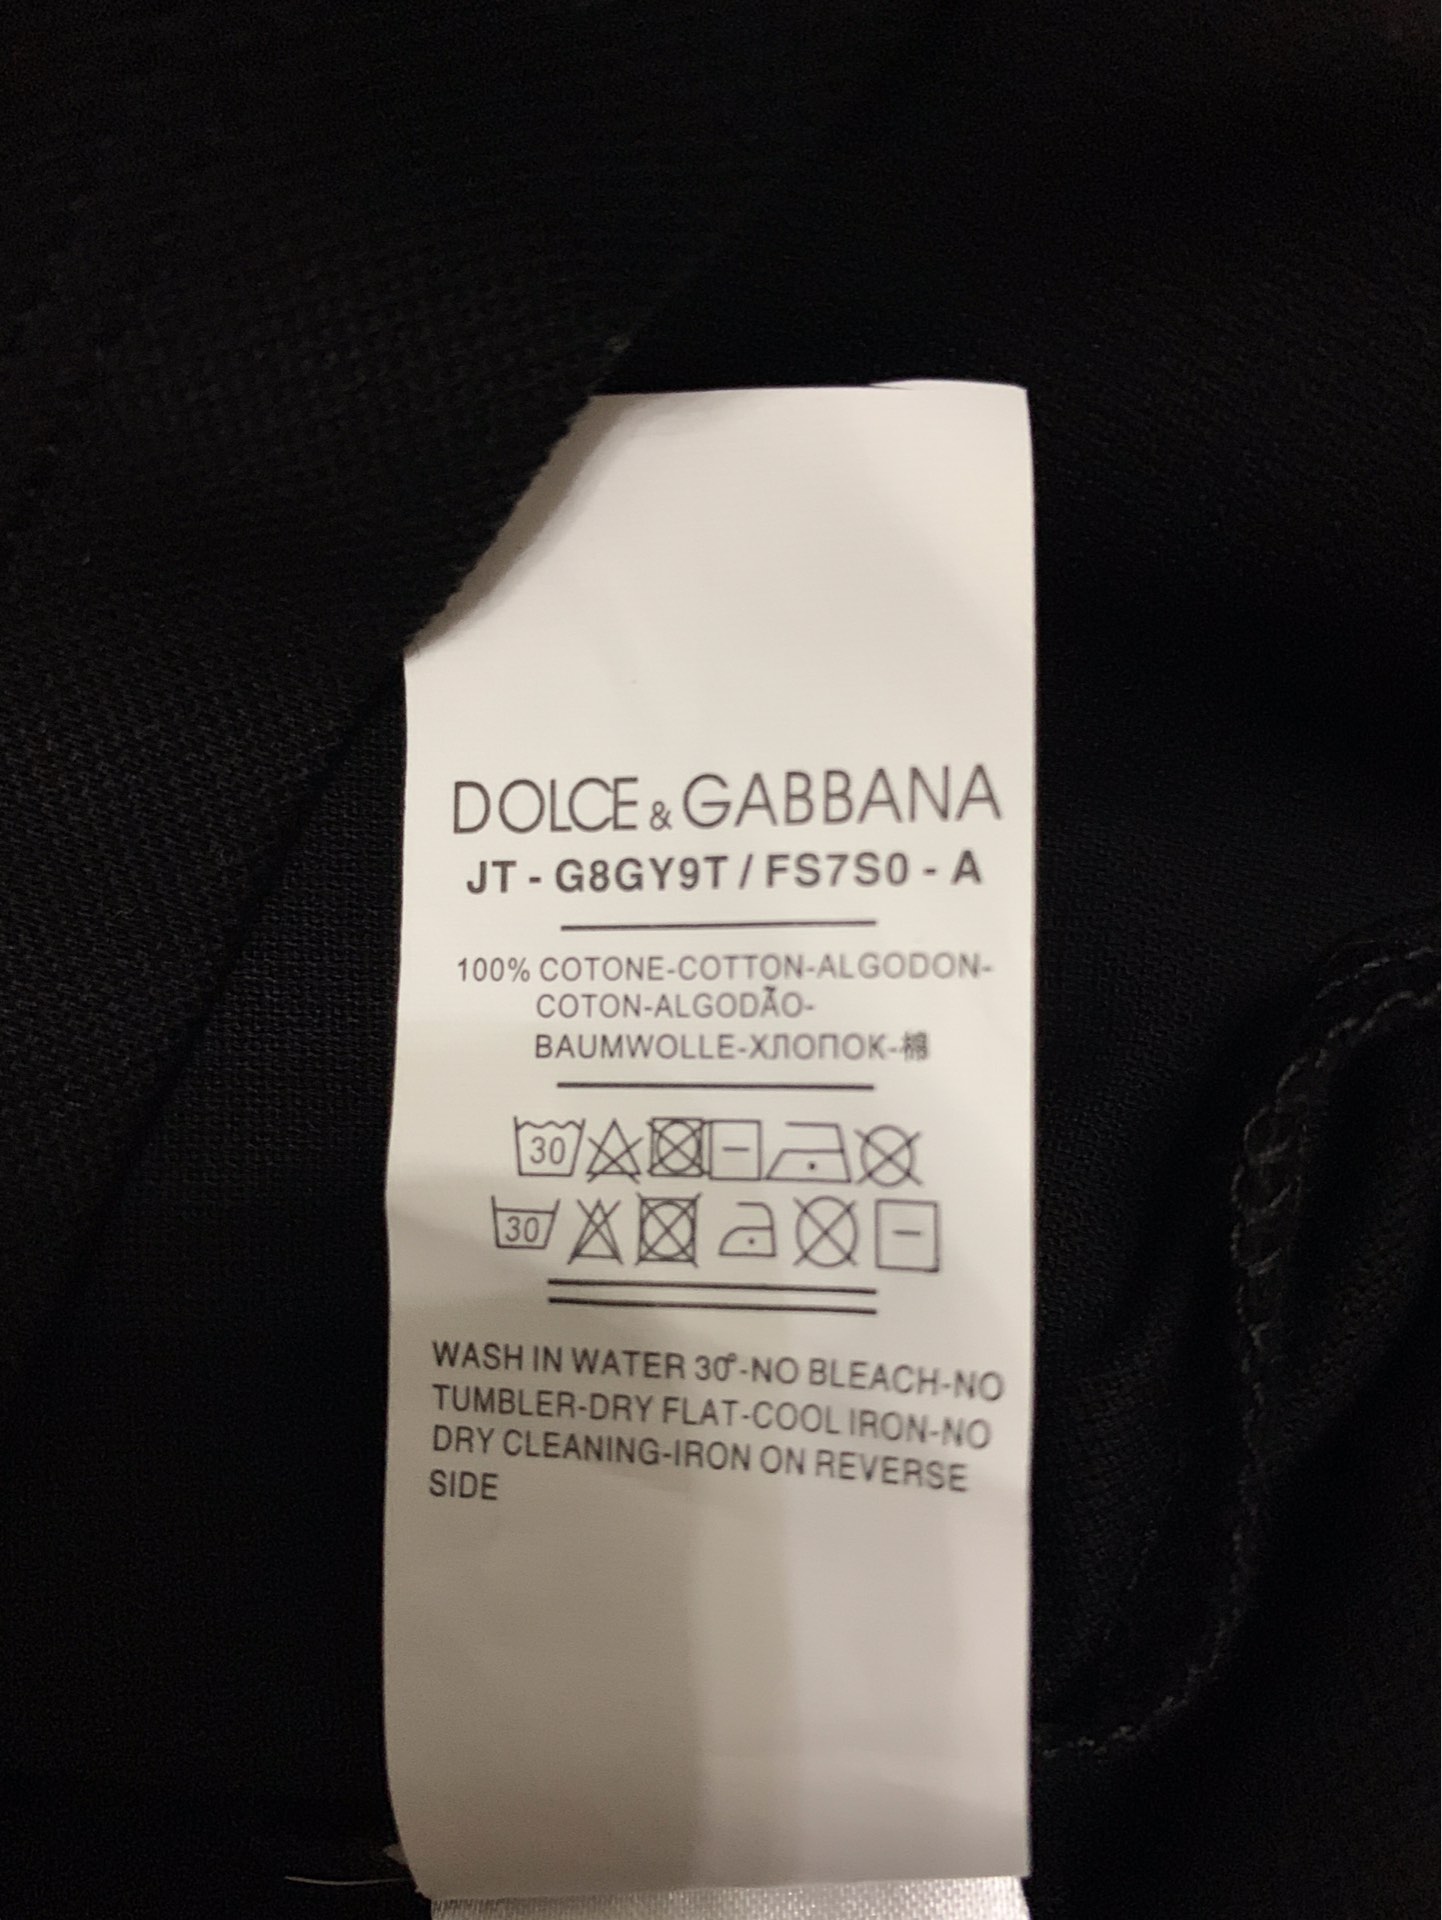 DOLCE & GABBANA
JT - G8GY9T / FS7S0 - A
100% COTONE-COTTON-ALGODON-
COTON-ALGODÃO-
BAUMWOLLE-ХЛОПОК-棉
30
30
WASH IN WATER 30°-NO BLEACH-NO
TUMBLER-DRY FLAT-COOL IRON-NO
DRY CLEANING-IRON ON REVERSE
SIDE